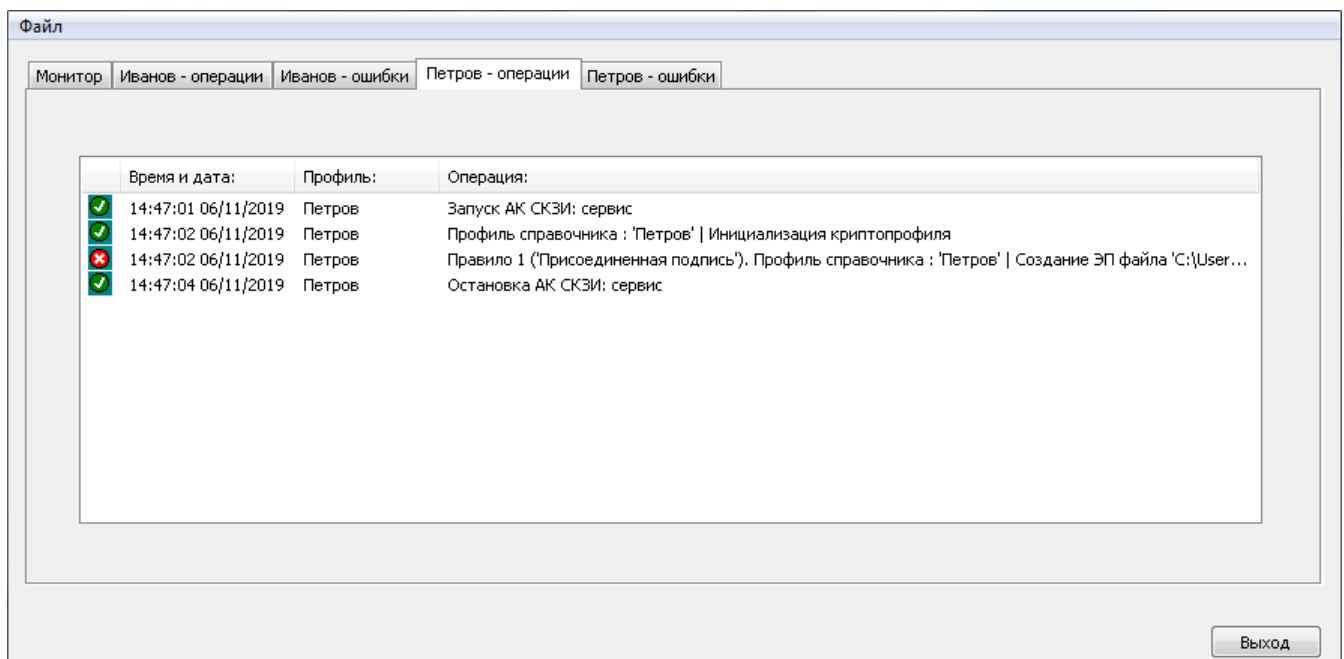 Файл
Монитор Иванов - операции Иванов - ошибки Петров - операции Петров - ошибки
Время и дата: Профиль: Операция:
14:47:01 06/11/2019 Петров Запуск АК СКЗИ: сервис
14:47:02 06/11/2019 Петров Профиль справочника : 'Петров' | Инициализация криптопрофиля
14:47:02 06/11/2019 Петров Правило 1 ('Присоединенная подпись'). Профиль справочника : 'Петров' | Создание ЭП файла 'C:\User...
14:47:04 06/11/2019 Петров Остановка АК СКЗИ: сервис
Выход